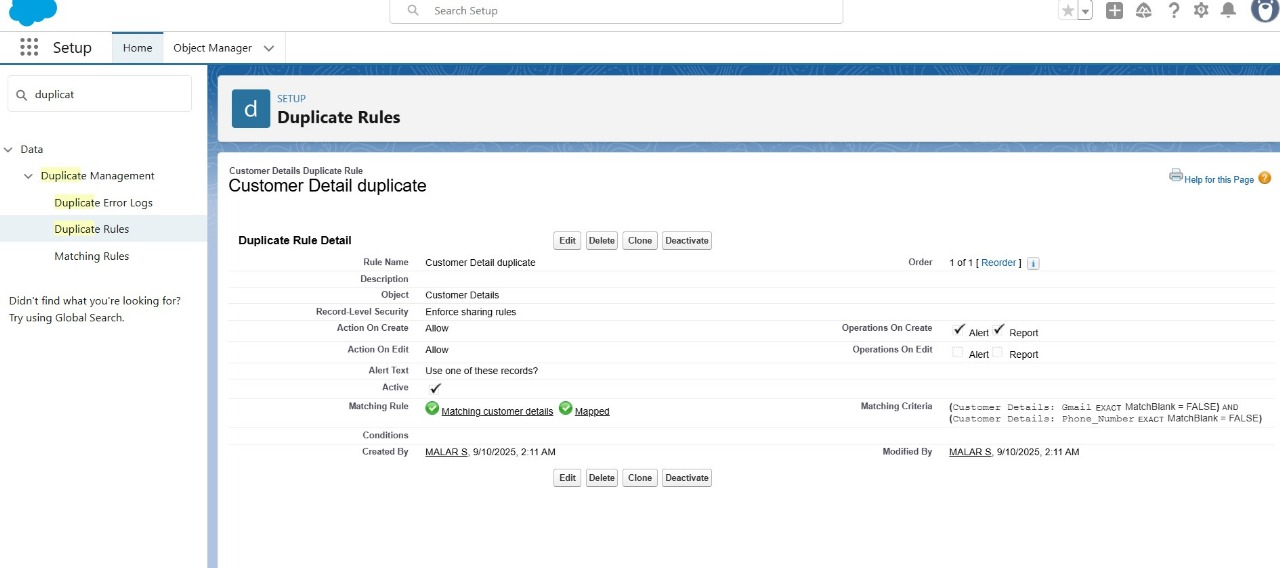 Search Setup
Setup Home Object Manager
duplicat
Data
Duplicate Management
Duplicate Error Logs
Duplicate Rules
Matching Rules
Didn't find what you're looking for?
Try using Global Search.
d
SETUP
Duplicate Rules
Customer Details Duplicate Rule
Customer Detail duplicate
Help for this Page ?
Duplicate Rule Detail Edit Delete Clone Deactivate
Rule Name Customer Detail duplicate Order 1 of 1 [ Reorder ] i
Description
Object Customer Details
Record-Level Security Enforce sharing rules
Action On Create Allow Operations On Create Alert Report
Action On Edit Allow Operations On Edit Alert Report
Alert Text Use one of these records?
Active
Matching Rule Matching customer details Mapped Matching Criteria (Customer Details: Gmail EXACT MatchBlank = FALSE) AND
(Customer Details: Phone_Number EXACT MatchBlank = FALSE)
Conditions
Created By MALAR S, 9/10/2025, 2:11 AM Modified By MALAR S, 9/10/2025, 2:11 AM
Edit Delete Clone Deactivate